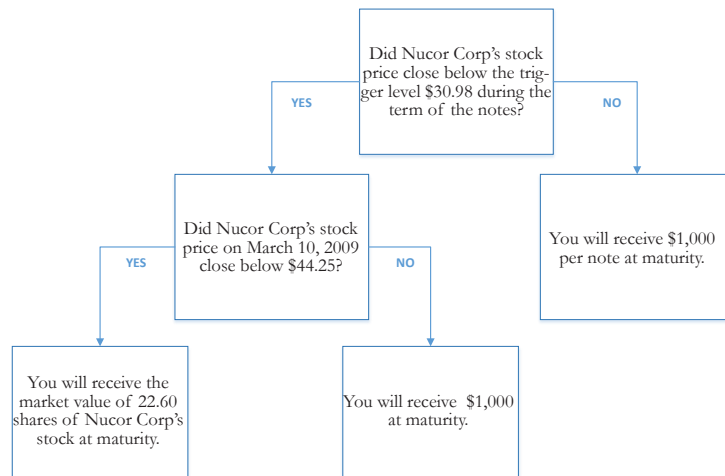 Did Nucor Corp's stock
price close below the trig-
ger level $30.98 during the
term of the notes?
YES
NO
Did Nucor Corp's stock
price on March 10, 2009
close below $44.25?
You will receive $1,000
per note at maturity.
YES
NO
You will receive the
market value of 22.60
shares of Nucor Corp's
stock at maturity.
You will receive $1,000
at maturity.